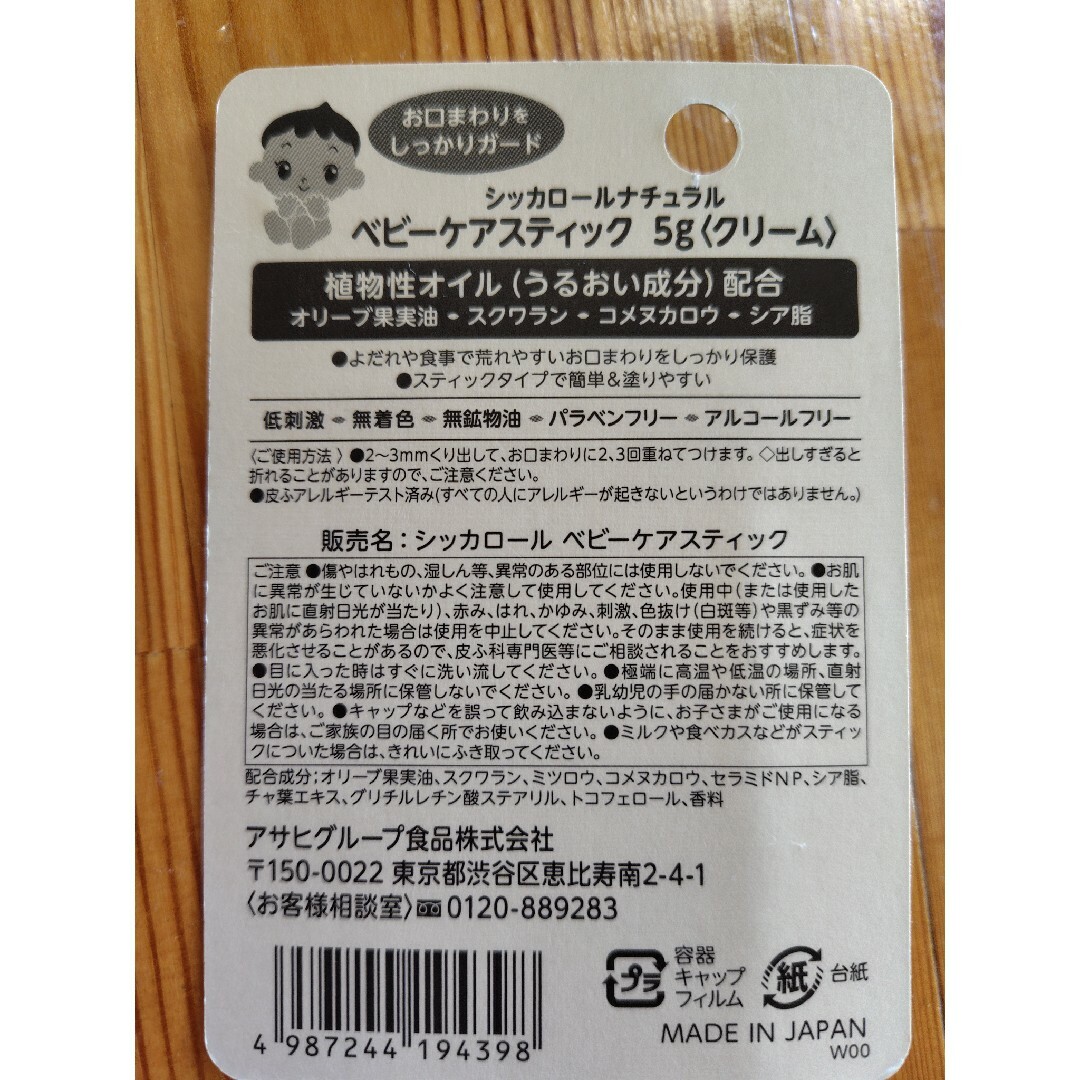 お口まわりを
しっかりガード
シッカロールナチュラル
ベビーケアスティック 5g〈クリーム〉
植物性オイル（うるおい成分）配合
オリーブ果実油・スクワラン・コメヌカロウ・シア脂
●よだれや食事で荒れやすいお口まわりをしっかり保護
●スティックタイプで簡単＆塗りやすい
低刺激・無着色・無鉱物油・パラベンフリー・アルコールフリー
〈ご使用方法〉●2〜3mmくり出して、お口まわりに2、3回重ねてつけます。◇出しすぎると
折れることがありますので、ご注意ください。
●皮ふアレルギーテスト済み(すべての人にアレルギーが起きないというわけではありません。)
販売名：シッカロール ベビーケアスティック
ご注意 ●傷やはれもの、湿しん等、異常のある部位には使用しないでください。●お肌
に異常が生じていないかよく注意して使用してください。使用中（または使用した
お肌に直射日光が当たり）、赤み、はれ、かゆみ、刺激、色抜け（白斑等）や黒ずみ等の
異常があらわれた場合は使用を中止してください。そのまま使用を続けると、症状を
悪化させることがあるので、皮ふ科専門医等にご相談されることをおすすめします。
●目に入った時はすぐに洗い流してください。●極端に高温や低温の場所、直射
日光の当たる場所に保管しないでください。●乳幼児の手の届かない所に保管して
ください。●キャップなどを誤って飲み込まないように、お子さまがご使用になる
場合は、ご家族の目の届く所でお使いください。●ミルクや食べカスなどがスティッ
クについた場合は、きれいにふき取ってください。
配合成分；オリーブ果実油、スクワラン、ミツロウ、コメヌカロウ、セラミドNP、シア脂、
チャ葉エキス、グリチルレチン酸ステアリル、トコフェロール、香料
アサヒグループ食品株式会社
〒150-0022 東京都渋谷区恵比寿南2-4-1
〈お客様相談室〉0120-889283
プラ
容器
キャップ
フィルム
紙
台紙
4 987244 194398
MADE IN JAPAN
W00